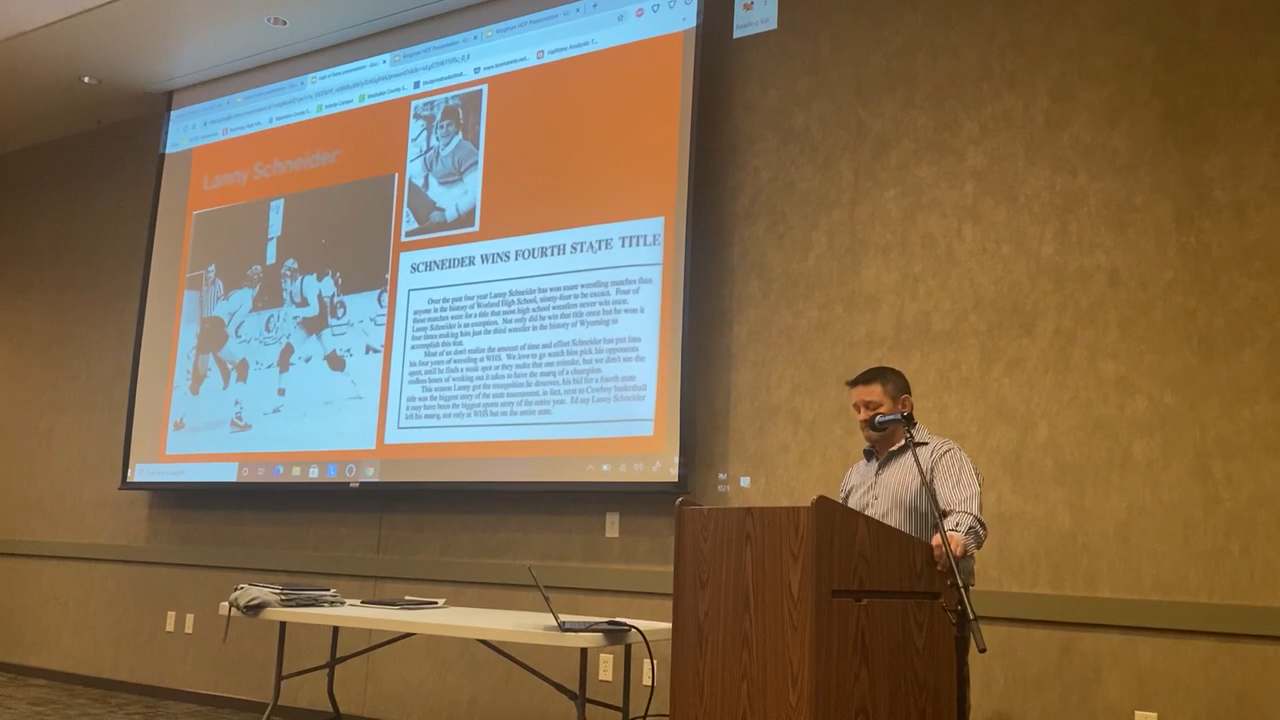 Reading list
Lanny Schneider
SCHNEIDER WINS FOURTH STATE TITLE
Over the past four year Lanny Schneider has won more wrestling matches than
anyone in the history of Worland High School, ninety-four to be excact. Four of
these matches were for a title that most high school wrestlers never win once.
Lanny Schneider is an exception. Not only did he win that title once but he won it
four times making him just the third wrestler in the history of Wyoming to
accomplish this feat.
Most of us don't realize the amount of time and effort Schneider has put into
his four years of wrestling at WHS. We love to go watch him pick his opponents
apart, until he finds a weak spot or they make that one mistake, but we don't see the
endless hours of working out it takes to have the marq of a champion.
This season Lanny got the recognition he deserves, his bid for a fourth state
title was the biggest story of the state tournament, in fact, next to Cowboy basketball
it may have been the biggest sports story of the entire year. I'd say Lanny Schneider
left his marq, not only at WHS but on the entire state.